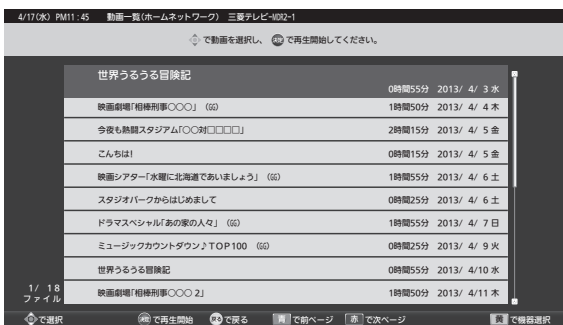 4/17(水) PM11:45 動画一覧(ホームネットワーク) 三菱テレビ-MDR2-1
で動画を選択し、 決定 で再生開始してください。
世界うるうる冒険記
0時間55分 2013/ 4/ 3 水
映画劇場「相棒刑事○○○」 (GG) 1時間50分 2013/ 4/ 4 木
今夜も熱闘スタジアム「○○対□□□□」 2時間15分 2013/ 4/ 5 金
こんちは! 0時間15分 2013/ 4/ 5 金
映画シアター「水曜に北海道であいましょう」 (GG) 1時間55分 2013/ 4/ 6 土
スタジオパークからはじめまして 0時間25分 2013/ 4/ 6 土
ドラマスペシャル「あの家の人々」 (GG) 1時間55分 2013/ 4/ 7 日
ミュージックカウントダウン♪TOP100 (GG) 0時間25分 2013/ 4/ 9 火
世界うるうる冒険記 0時間55分 2013/ 4/10 水
映画劇場「相棒刑事○○○ 2」 1時間50分 2013/ 4/11 木
1/ 18
ファイル
で選択 決定 で再生開始 戻る で戻る 青 で前ページ 赤 で次ページ 黄 で機器選択